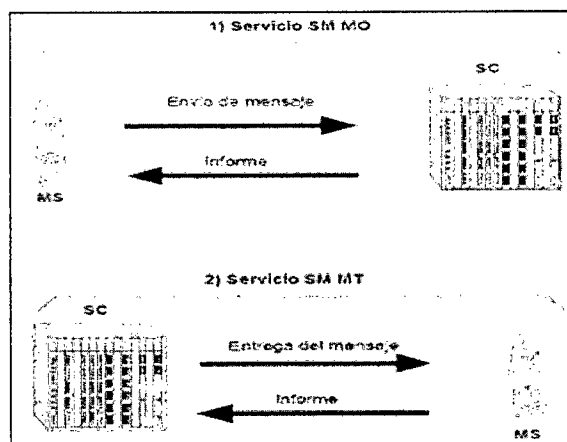 1) Servicio SM MO
SC
Envío de mensaje
Informe
MS
2) Servicio SM MT
SC
Entrega del mensaje
Informe
MS